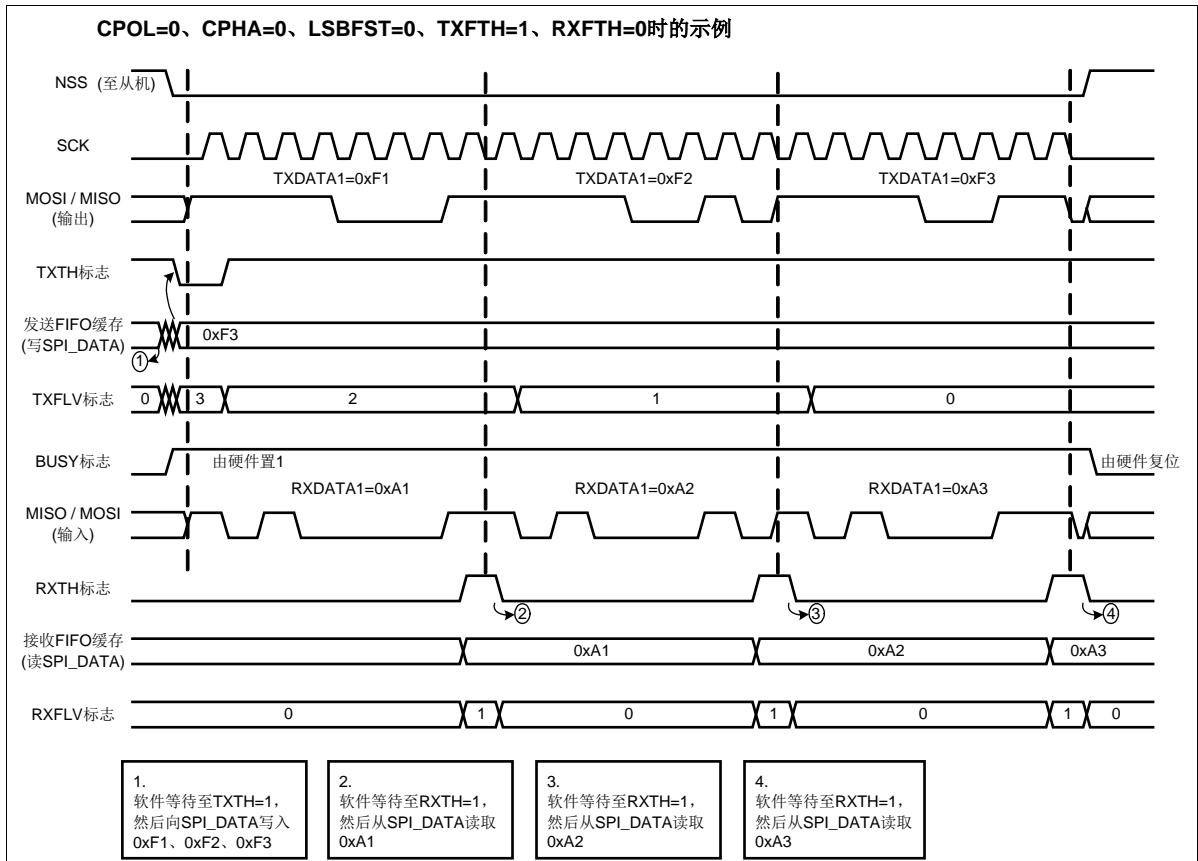 CPOL=0、CPHA=0、LSBFST=0、TXFTH=1、RXFTH=0时的示例
NSS (至从机)
SCK
TXDATA1=0xF1
TXDATA1=0xF2
TXDATA1=0xF3
MOSI / MISO
(输出)
TXTH标志
发送FIFO缓存
(写SPI_DATA)
0xF3
①
TXFLV标志
0
3
2
1
0
BUSY标志
由硬件置1
由硬件复位
RXDATA1=0xA1
RXDATA1=0xA2
RXDATA1=0xA3
MISO / MOSI
(输入)
RXTH标志
②
③
④
接收FIFO缓存
(读SPI_DATA)
0xA1
0xA2
0xA3
RXFLV标志
0
1
0
1
0
1
0
1.
软件等待至TXTH=1，
然后向SPI_DATA写入
0xF1、0xF2、0xF3
2.
软件等待至RXTH=1，
然后从SPI_DATA读取
0xA1
3.
软件等待至RXTH=1，
然后从SPI_DATA读取
0xA2
4.
软件等待至RXTH=1，
然后从SPI_DATA读取
0xA3